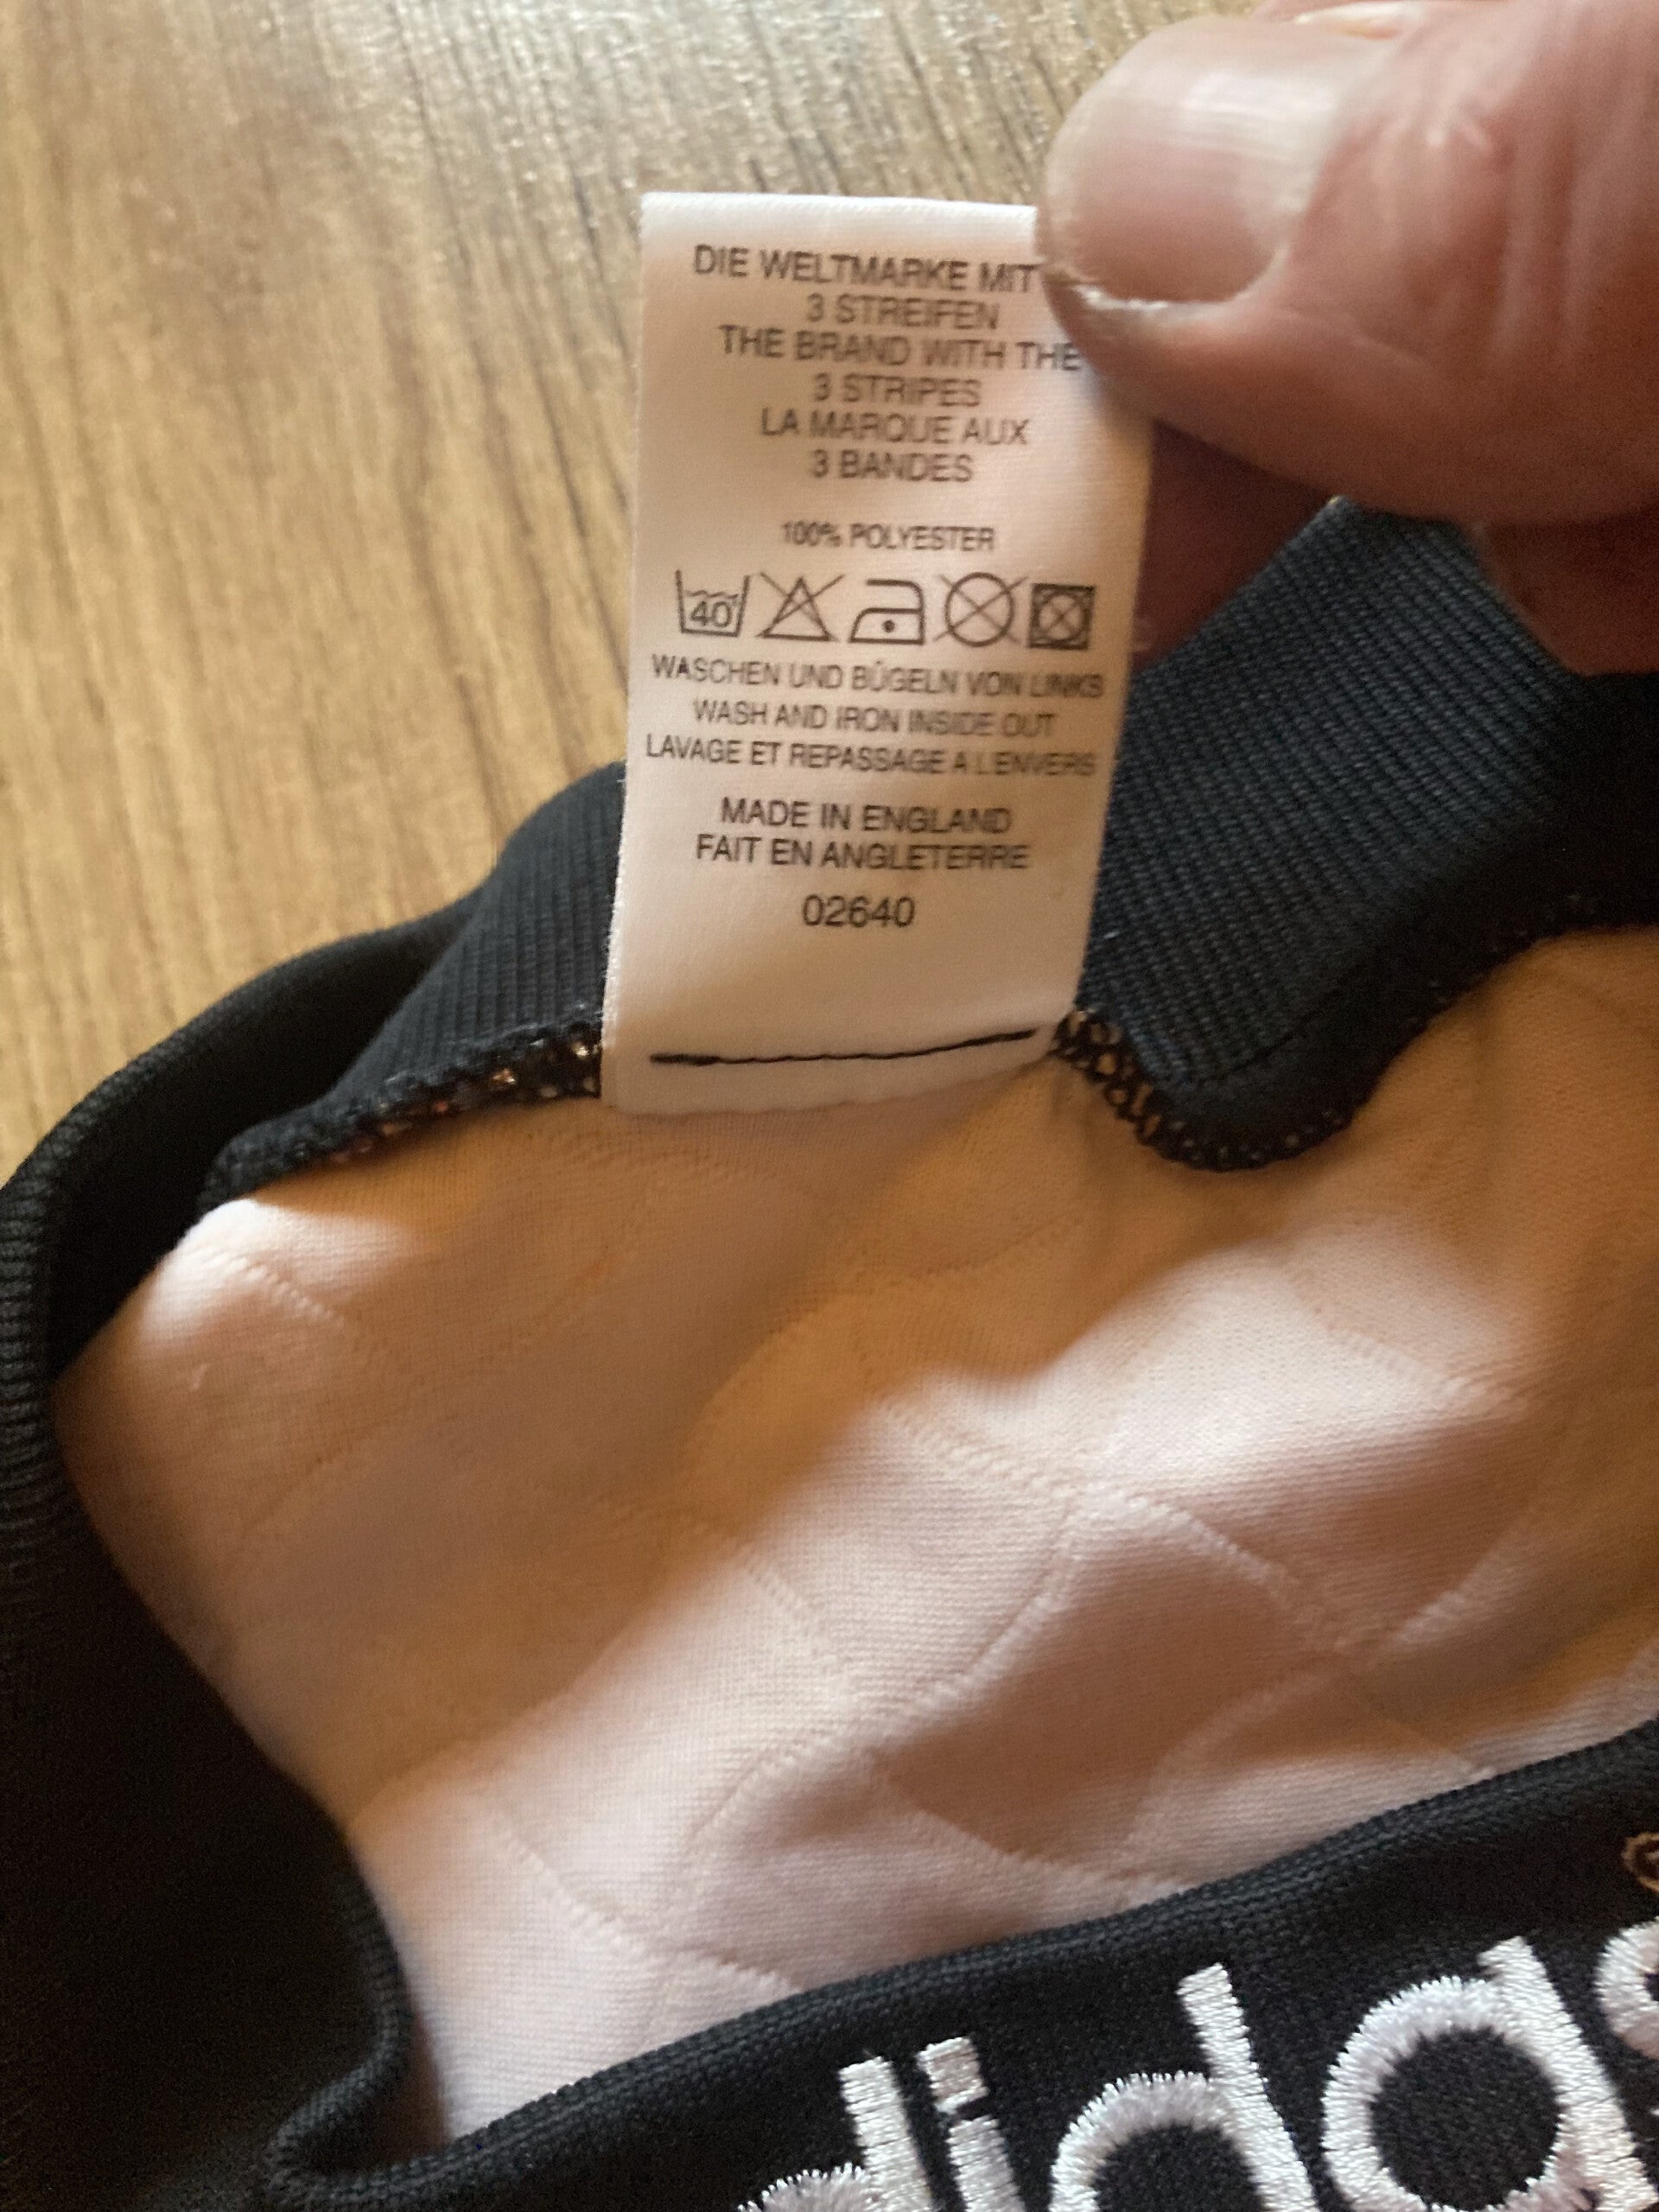 DIE WELTMARKE MIT
3 STREIFEN
THE BRAND WITH THE
3 STRIPES
LA MARQUE AUX
3 BANDES
100% POLYESTER
40
WASCHEN UND BÜGELN VON LINKS
WASH AND IRON INSIDE OUT
LAVAGE ET REPASSAGE A L'ENVERS
MADE IN ENGLAND
FAIT EN ANGLETERRE
02640
adidas